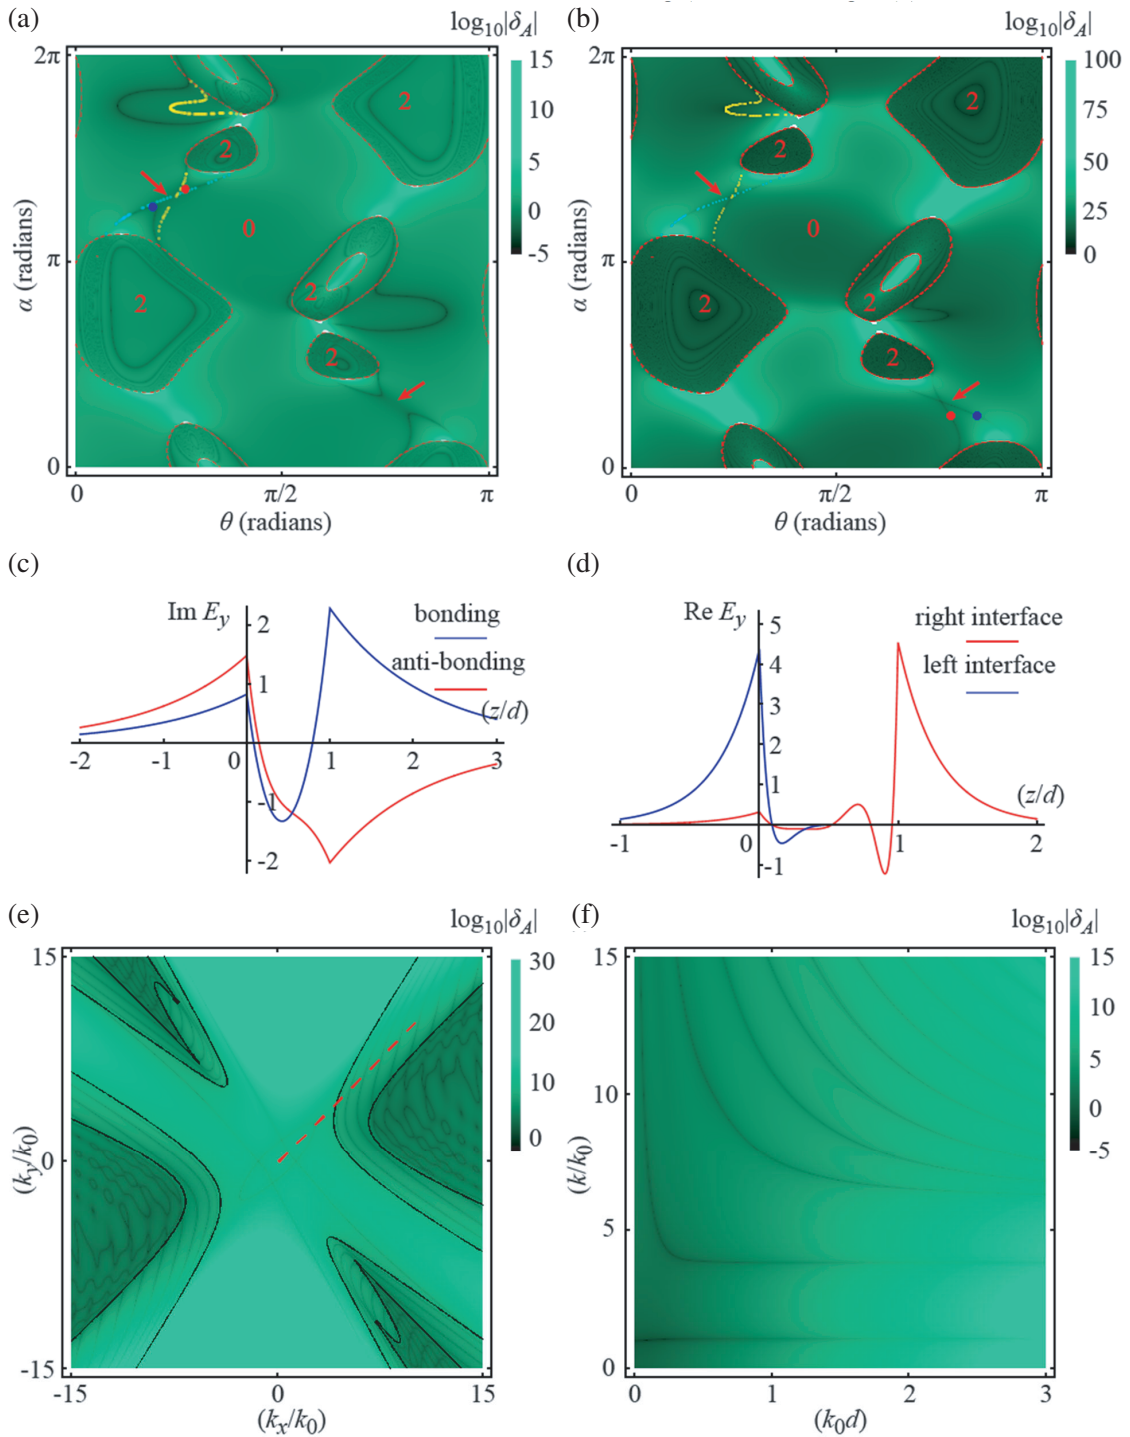 (a)
log10|δA|
2π
π
0
α (radians)
0
π/2
π
θ (radians)
15
10
5
0
-5
2
2
0
2
2
2
(b)
log10|δA|
2π
π
0
α (radians)
0
π/2
π
θ (radians)
100
75
50
25
0
2
2
0
2
2
2
(c)
Im Ey
2
1
-1
-2
bonding
anti-bonding
(z/d)
-2
-1
0
1
2
3
(d)
Re Ey
5
4
3
2
1
-1
right interface
left interface
(z/d)
-1
0
1
2
(e)
log10|δA|
15
0
-15
(ky/k0)
-15
0
15
(kx/k0)
30
20
10
0
(f)
log10|δA|
15
10
5
0
(k/k0)
0
1
2
3
(k0d)
15
10
5
0
-5